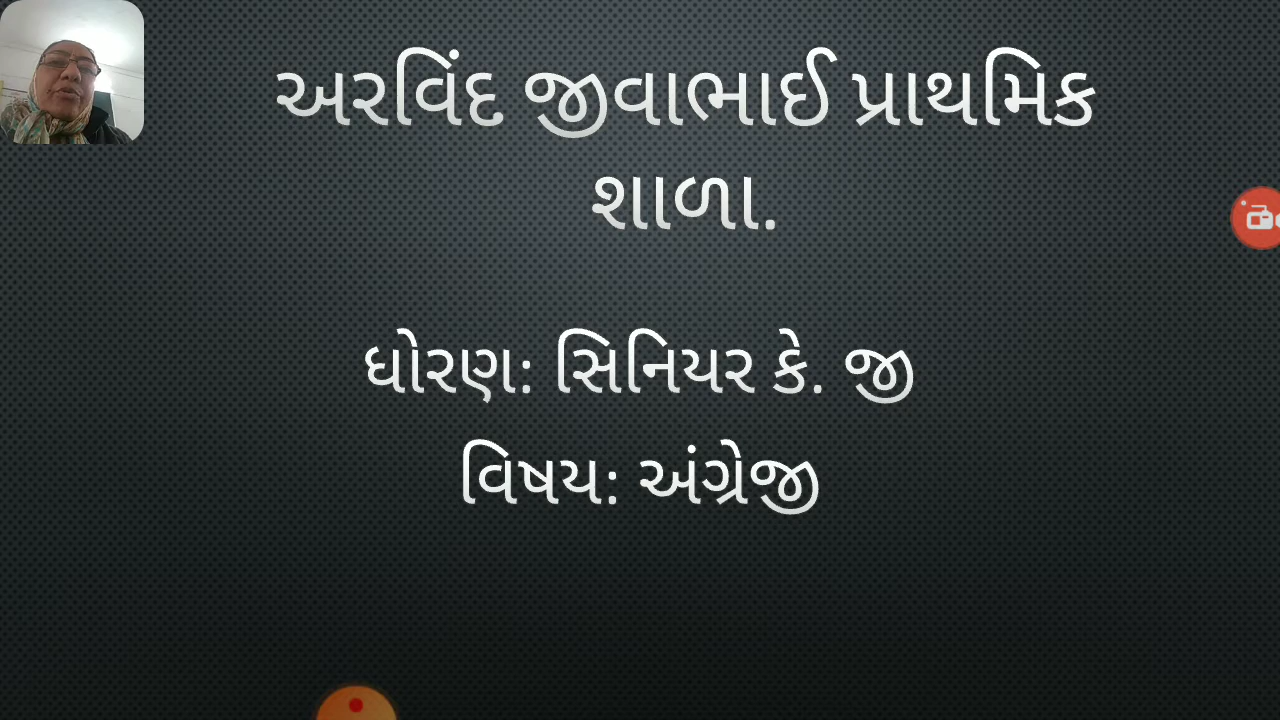 અરવિંદ જીવાભાઈ પ્રાથમિક
શાળા.
ધોરણ: સિનિયર કે. જી
વિષય: અંગ્રેજી